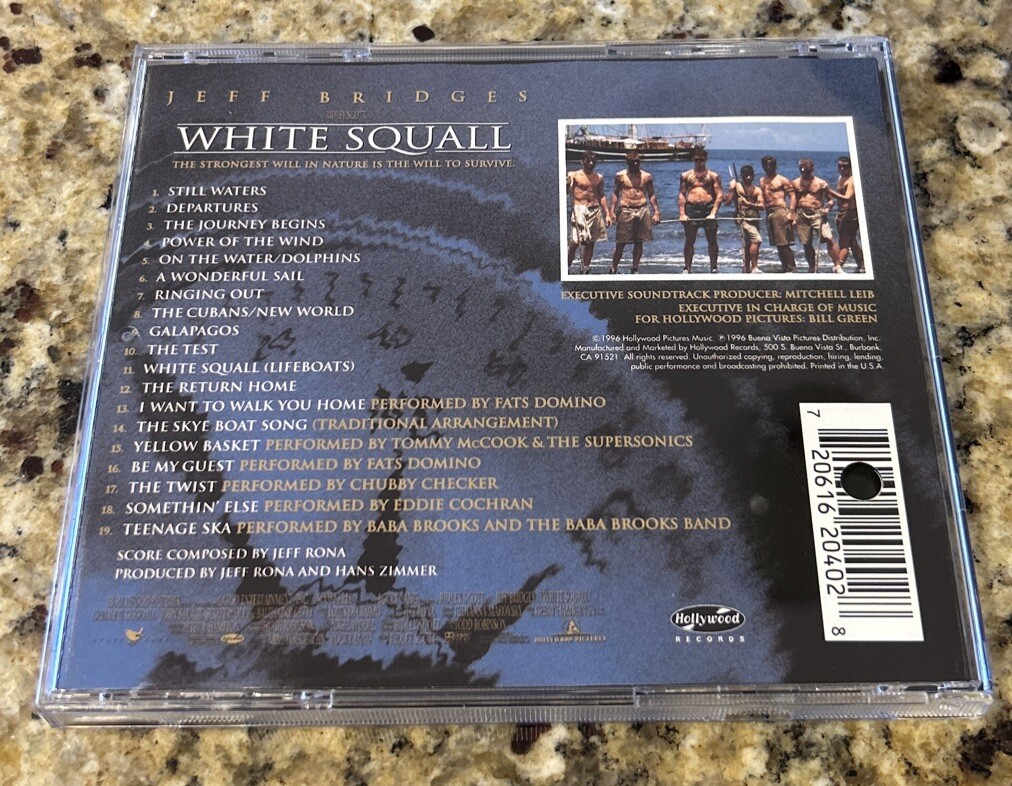 JEFF BRIDGES
WHITE SQUALL
THE STRONGEST WILL IN NATURE IS THE WILL TO SURVIVE.
1. STILL WATERS
2. DEPARTURES
3. THE JOURNEY BEGINS
4. POWER OF THE WIND
5. ON THE WATER/DOLPHINS
6. A WONDERFUL SAIL
7. RINGING OUT
8. THE CUBANS/NEW WORLD
9. GALAPAGOS
10. THE TEST
11. WHITE SQUALL (LIFEBOATS)
12. THE RETURN HOME
13. I WANT TO WALK YOU HOME PERFORMED BY FATS DOMINO
14. THE SKYE BOAT SONG (TRADITIONAL ARRANGEMENT)
15. YELLOW BASKET PERFORMED BY TOMMY McCOOK & THE SUPERSONICS
16. BE MY GUEST PERFORMED BY FATS DOMINO
17. THE TWIST PERFORMED BY CHUBBY CHECKER
18. SOMETHIN' ELSE PERFORMED BY EDDIE COCHRAN
19. TEENAGE SKA PERFORMED BY BABA BROOKS AND THE BABA BROOKS BAND
SCORE COMPOSED BY JEFF RONA
PRODUCED BY JEFF RONA AND HANS ZIMMER
EXECUTIVE SOUNDTRACK PRODUCER: MITCHELL LEIB
EXECUTIVE IN CHARGE OF MUSIC
FOR HOLLYWOOD PICTURES: BILL GREEN
©1996 Hollywood Pictures Music. ℗1996 Buena Vista Pictures Distribution, Inc.
Manufactured and Marketed by Hollywood Records, 500 S. Buena Vista St., Burbank,
CA 91521 All rights reserved. Unauthorized copying, reproduction, hiring, lending,
public performance and broadcasting prohibited. Printed in the U.S.A.
7 20616 20402 8
Hollywood
RECORDS
TODD ROBINSON
HOLLYWOOD PICTURES